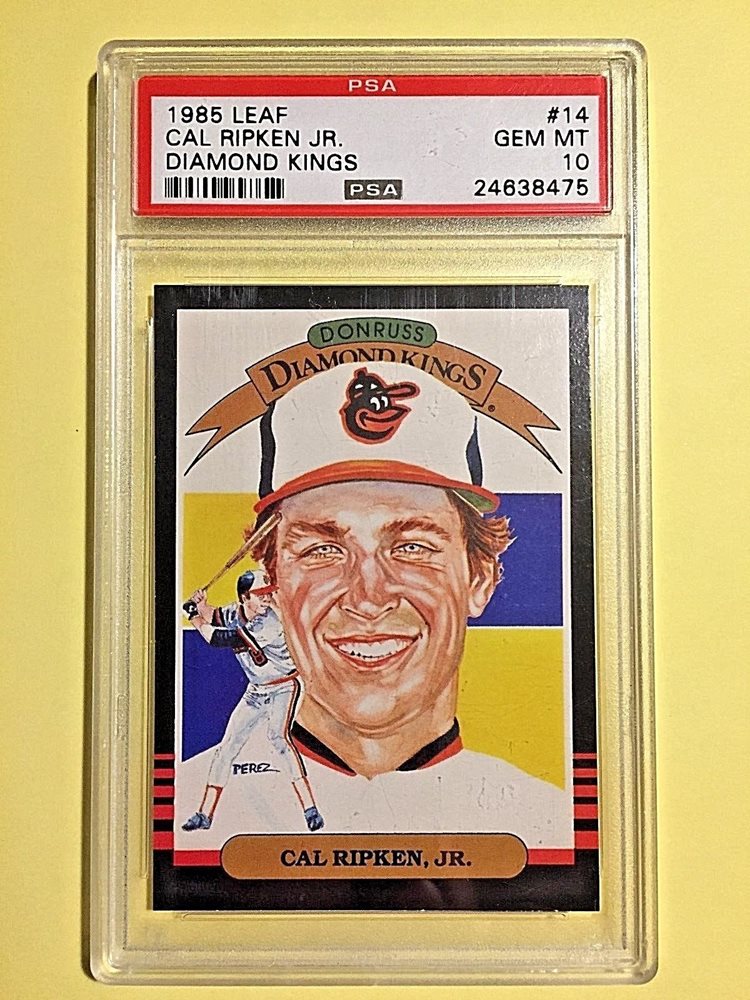 PSA
1985 LEAF #14
CAL RIPKEN JR. GEM MT
DIAMOND KINGS 10
PSA 24638475
DONRUSS
DIAMOND KINGS
PEREZ
CAL RIPKEN, JR.